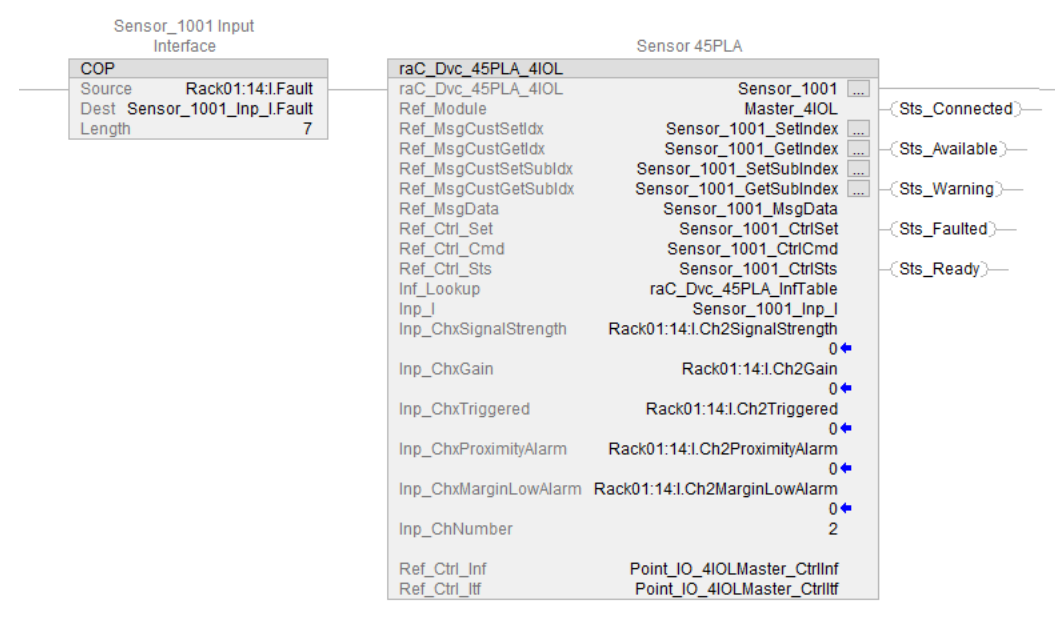 Sensor_1001 Input
Interface
COP
Source Rack01:14:I.Fault
Dest Sensor_1001_Inp_I.Fault
Length 7
Sensor 45PLA
raC_Dvc_45PLA_4IOL
raC_Dvc_45PLA_4IOL Sensor_1001 ...
Ref_Module Master_4IOL (Sts_Connected)
Ref_MsgCustSetIdx Sensor_1001_SetIndex ...
Ref_MsgCustGetIdx Sensor_1001_GetIndex ... (Sts_Available)
Ref_MsgCustSetSubIdx Sensor_1001_SetSubIndex ...
Ref_MsgCustGetSubIdx Sensor_1001_GetSubIndex ... (Sts_Warning)
Ref_MsgData Sensor_1001_MsgData
Ref_Ctrl_Set Sensor_1001_CtrlSet (Sts_Faulted)
Ref_Ctrl_Cmd Sensor_1001_CtrlCmd
Ref_Ctrl_Sts Sensor_1001_CtrlSts (Sts_Ready)
Inf_Lookup raC_Dvc_45PLA_InfTable
Inp_I Sensor_1001_Inp_I
Inp_ChxSignalStrength Rack01:14:I.Ch2SignalStrength
0
Inp_ChxGain Rack01:14:I.Ch2Gain
0
Inp_ChxTriggered Rack01:14:I.Ch2Triggered
0
Inp_ChxProximityAlarm Rack01:14:I.Ch2ProximityAlarm
0
Inp_ChxMarginLowAlarm Rack01:14:I.Ch2MarginLowAlarm
0
Inp_ChNumber 2
Ref_Ctrl_Inf Point_IO_4IOLMaster_CtrlInf
Ref_Ctrl_Itf Point_IO_4IOLMaster_CtrlItf